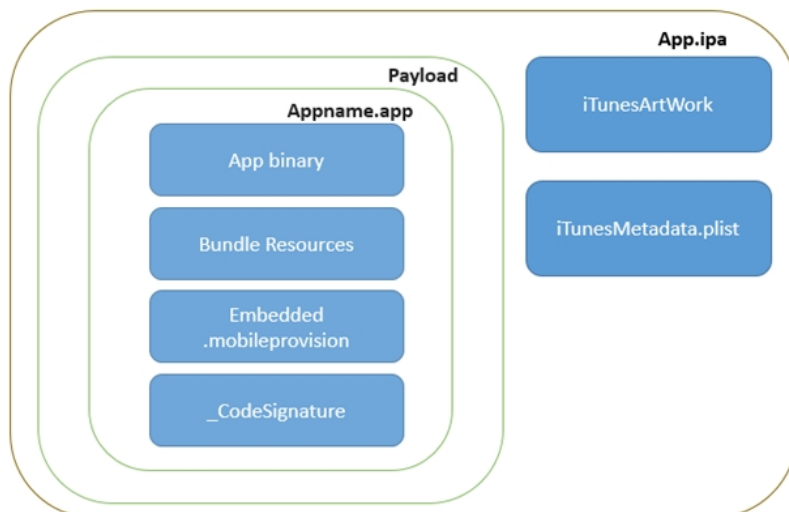 App.ipa
Payload
Appname.app
App binary
Bundle Resources
Embedded
.mobileprovision
_CodeSignature
iTunesArtWork
iTunesMetadata.plist